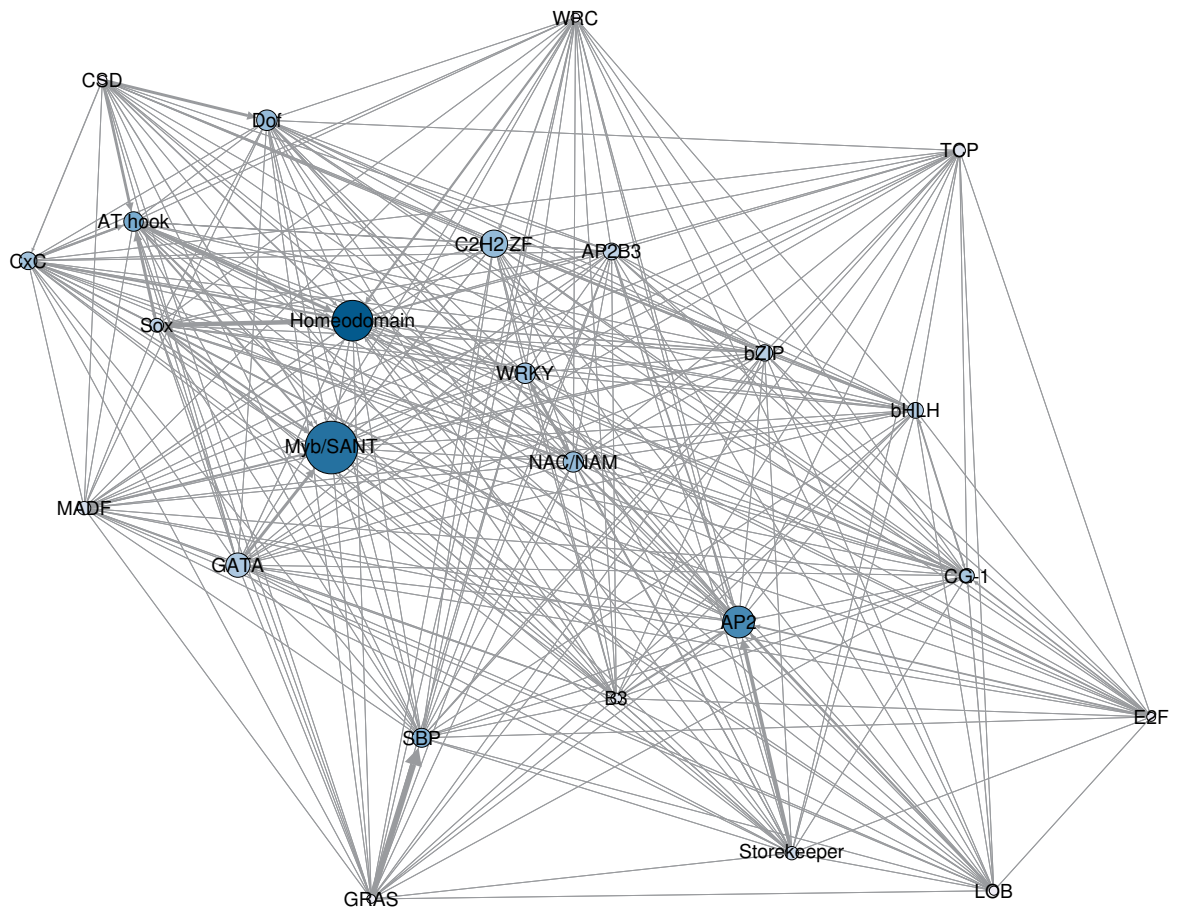 WRC
CSD
Dof
TCP
AT hook
C2H2 ZF
AP2B3
CxC
Homeodomain
Sox
bZIP
WRKY
bHLH
Myb/SANT
NAC/NAM
MADF
GATA
CG-1
AP2
B3
E2F
SBP
Storekeeper
LOB
GRAS